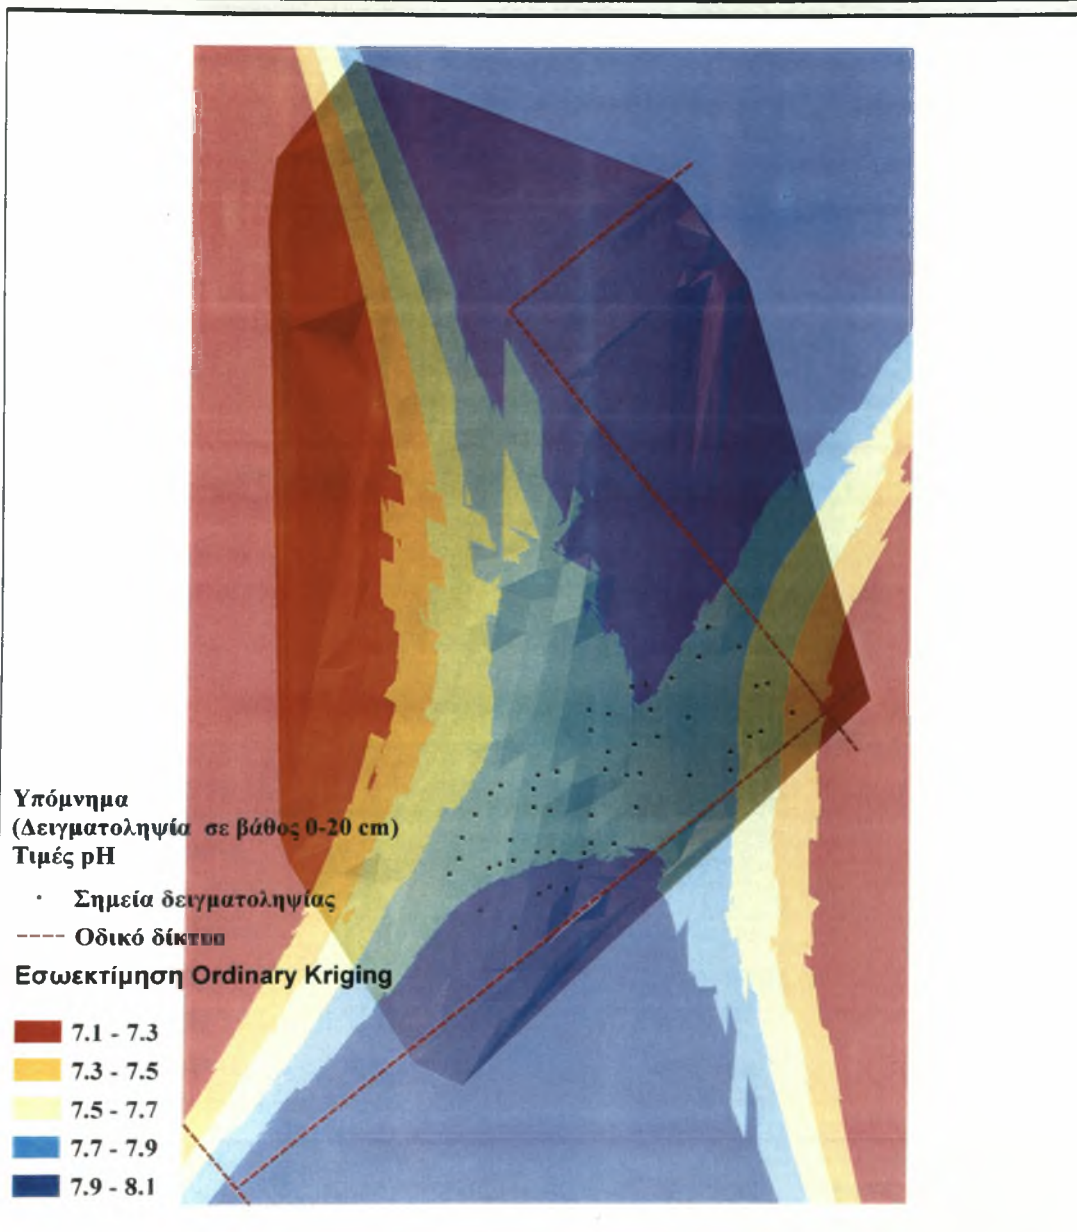 Υπόμνημα
(Δειγματοληψία σε βάθος 0-20 cm)
Τιμές pH
Σημεία δειγματοληψίας
Οδικό δίκτυο
Εσωεκτίμηση Ordinary Kriging
7.1 - 7.3
7.3 - 7.5
7.5 - 7.7
7.7 - 7.9
7.9 - 8.1